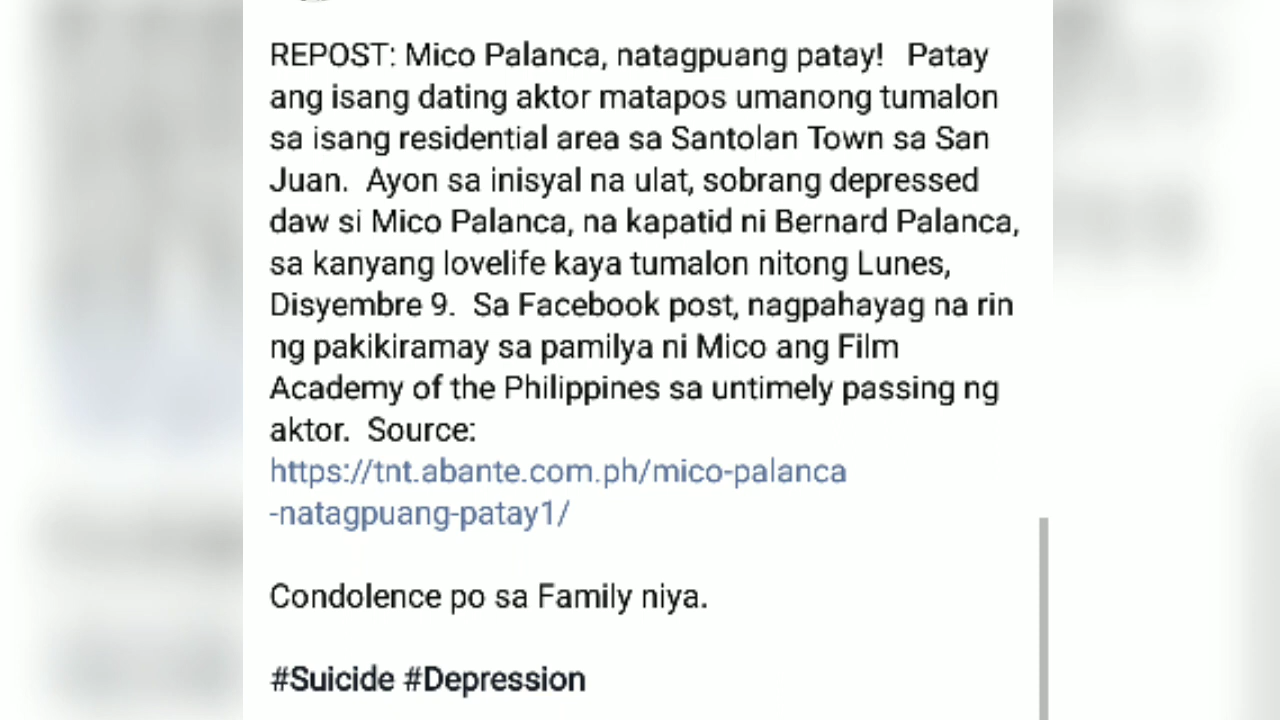 REPOST: Mico Palanca, natagpuang patay! Patay
ang isang dating aktor matapos umanong tumalon
sa isang residential area sa Santolan Town sa San
Juan. Ayon sa inisyal na ulat, sobrang depressed
daw si Mico Palanca, na kapatid ni Bernard Palanca,
sa kanyang lovelife kaya tumalon nitong Lunes,
Disyembre 9. Sa Facebook post, nagpahayag na rin
ng pakikiramay sa pamilya ni Mico ang Film
Academy of the Philippines sa untimely passing ng
aktor. Source:
https://tnt.abante.com.ph/mico-palanca
-natagpuang-patay1/
Condolence po sa Family niya.
#Suicide #Depression